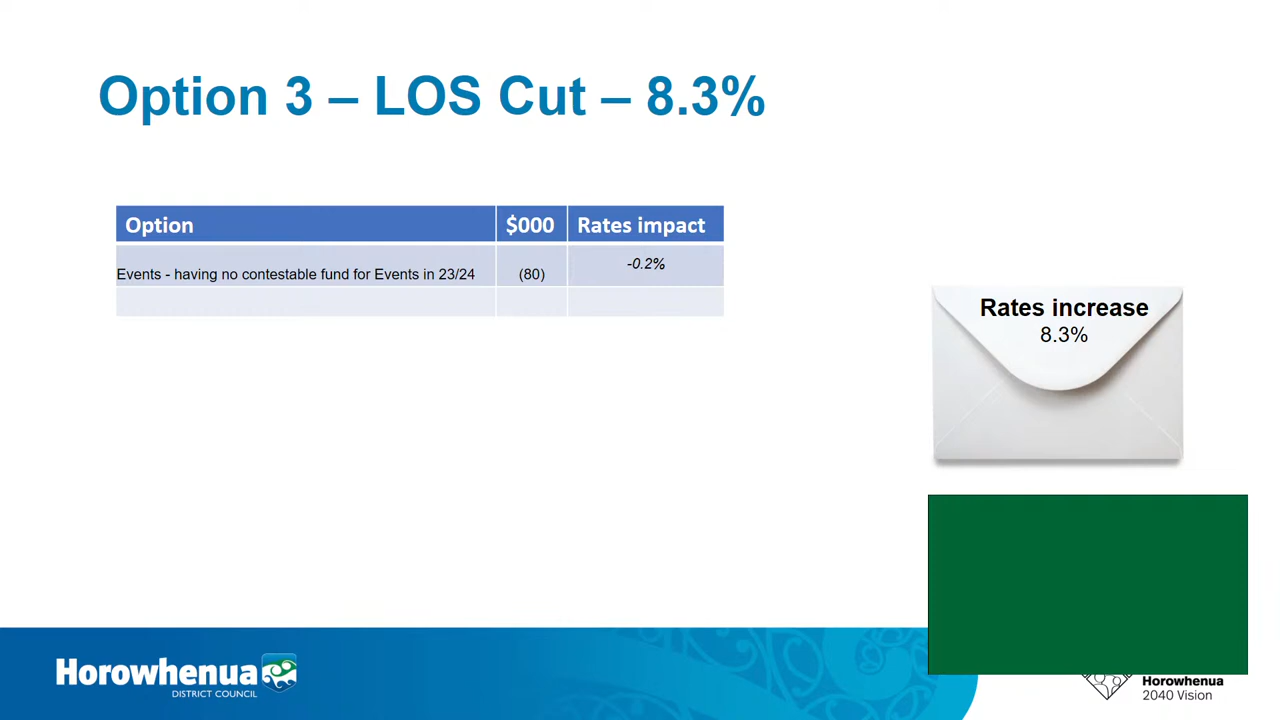 Option 3 – LOS Cut – 8.3%
Option $000 Rates impact
Events - having no contestable fund for Events in 23/24 (80) -0.2%
Rates increase
8.3%
Horowhenua
DISTRICT COUNCIL
Horowhenua
2040 Vision